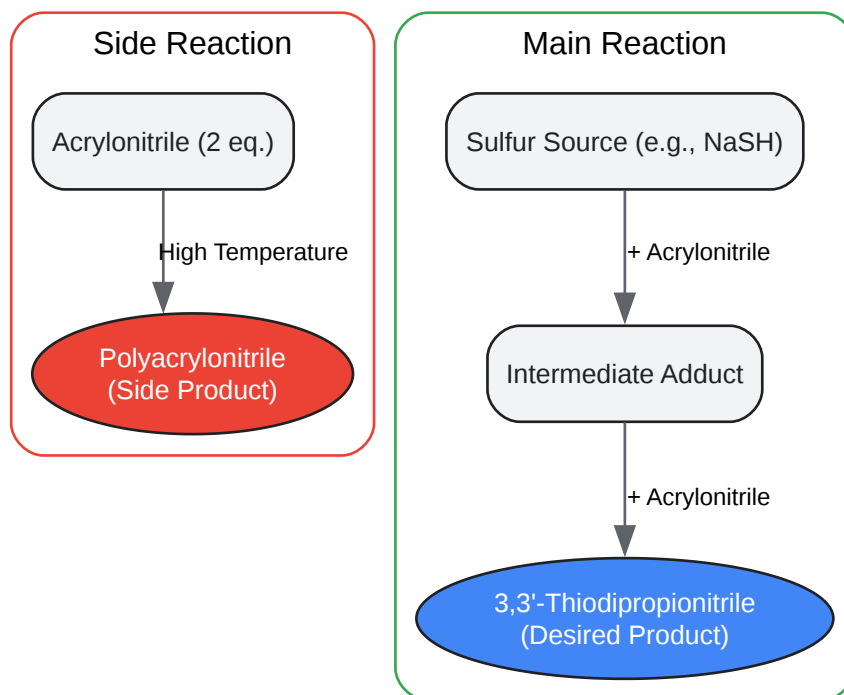 Side Reaction
Acrylonitrile (2 eq.)
High Temperature
Polyacrylonitrile
(Side Product)
Main Reaction
Sulfur Source (e.g., NaSH)
+ Acrylonitrile
Intermediate Adduct
+ Acrylonitrile
3,3'-Thiodipropionitrile
(Desired Product)